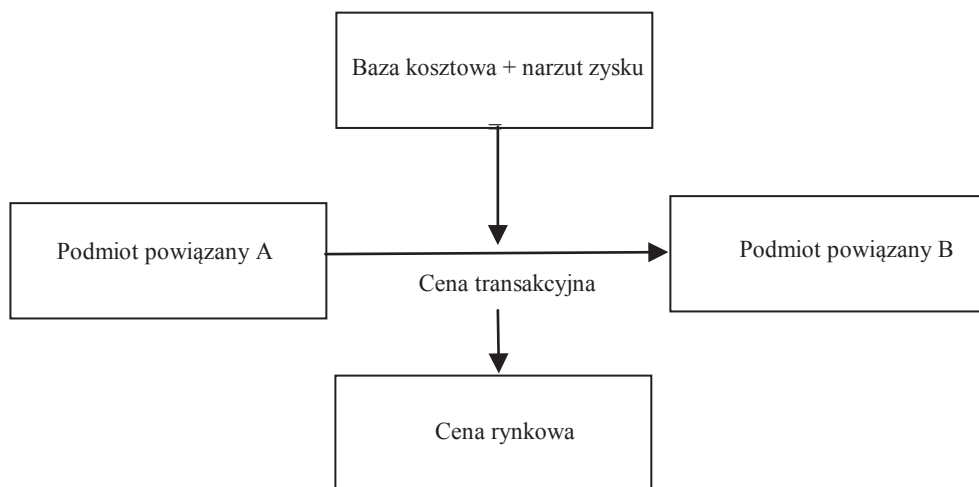 Baza kosztowa + narzut zysku
Podmiot powiązany A
Podmiot powiązany B
Cena transakcyjna
Cena rynkowa